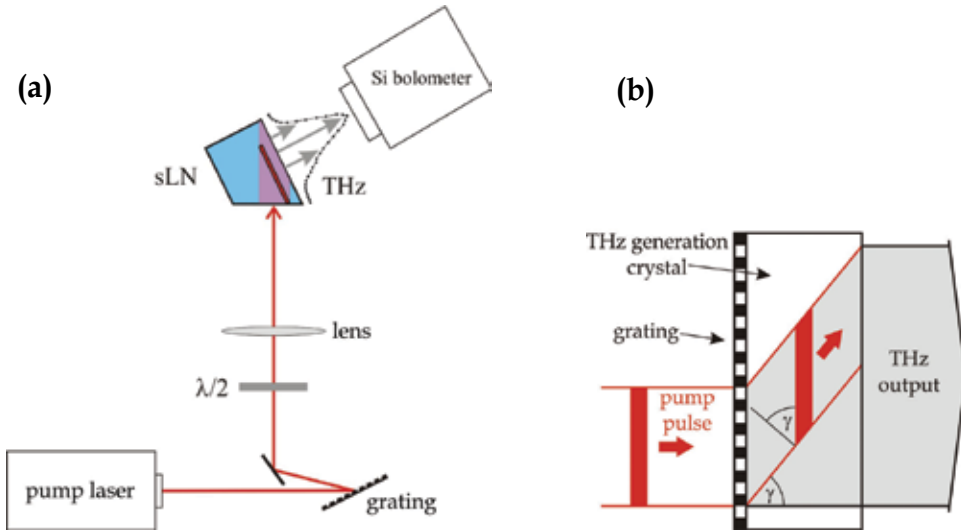 (a)
Si bolometer
sLN
THz
lens
λ/2
pump laser
grating
(b)
THz generation
crystal
grating
pump
pulse
γ
γ
THz
output